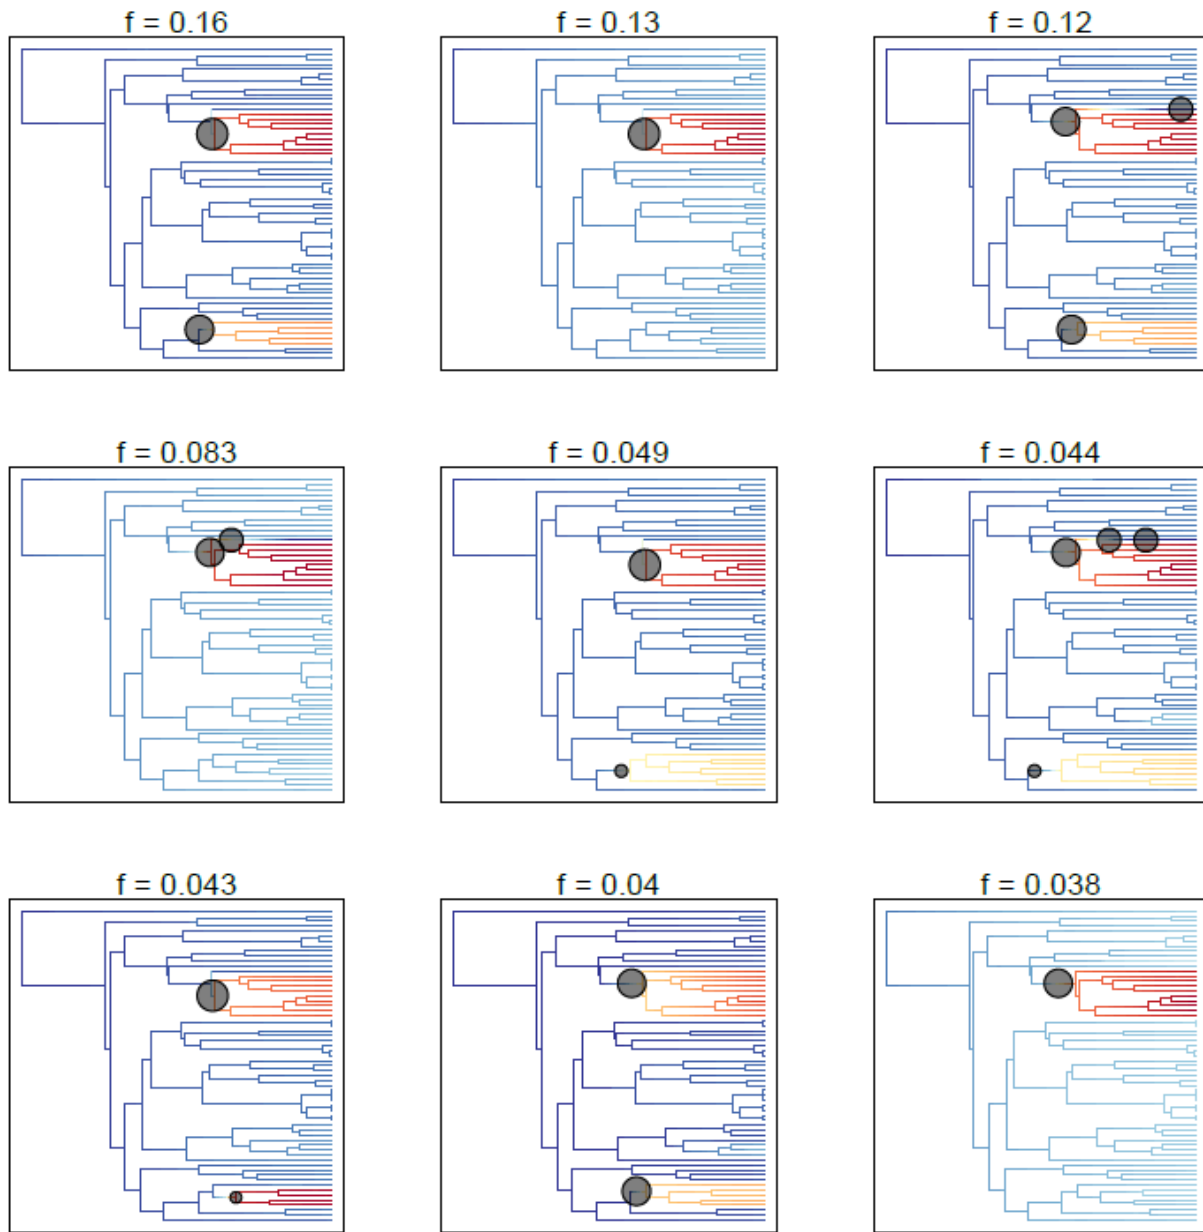 f = 0.16
f = 0.13
f = 0.12
f = 0.083
f = 0.049
f = 0.044
f = 0.043
f = 0.04
f = 0.038